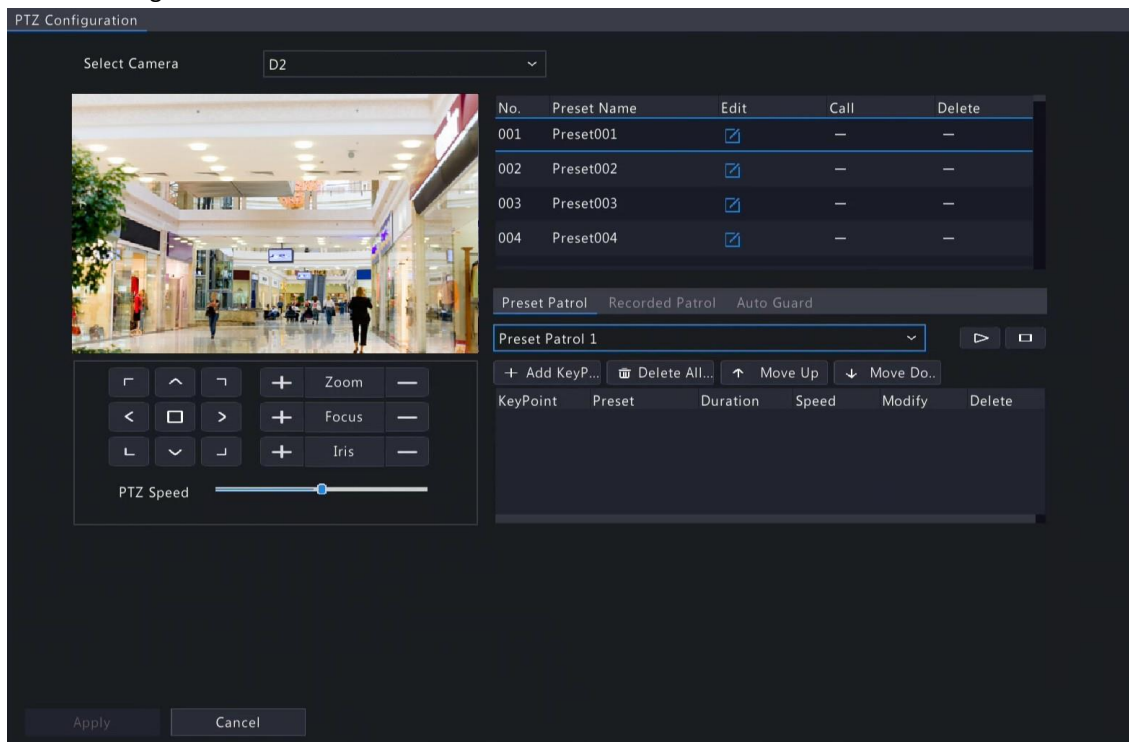 PTZ Configuration
Select Camera D2
No. Preset Name Edit Call Delete
001 Preset001 — —
002 Preset002 — —
003 Preset003 — —
004 Preset004 — —
Preset Patrol Recorded Patrol Auto Guard
Preset Patrol 1
+ Add KeyP... Delete All... ↑ Move Up ↓ Move Do..
KeyPoint Preset Duration Speed Modify Delete
+ Zoom —
+ Focus —
+ Iris —
PTZ Speed
Apply Cancel